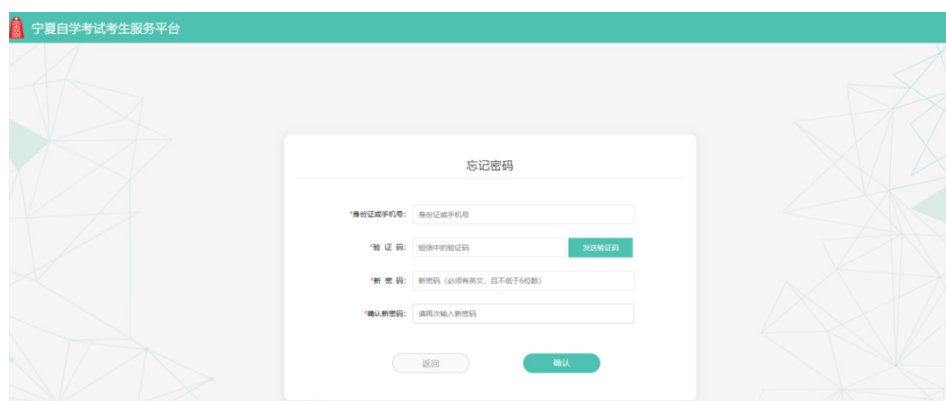 宁夏自学考试考生服务平台
忘记密码
*身份证或手机号： 身份证或手机号
*验 证 码： 短信中的验证码 发送验证码
*新 密 码： 新密码（必须有英文，且不低于6位数）
*确认新密码： 请再次输入新密码
返回 确认